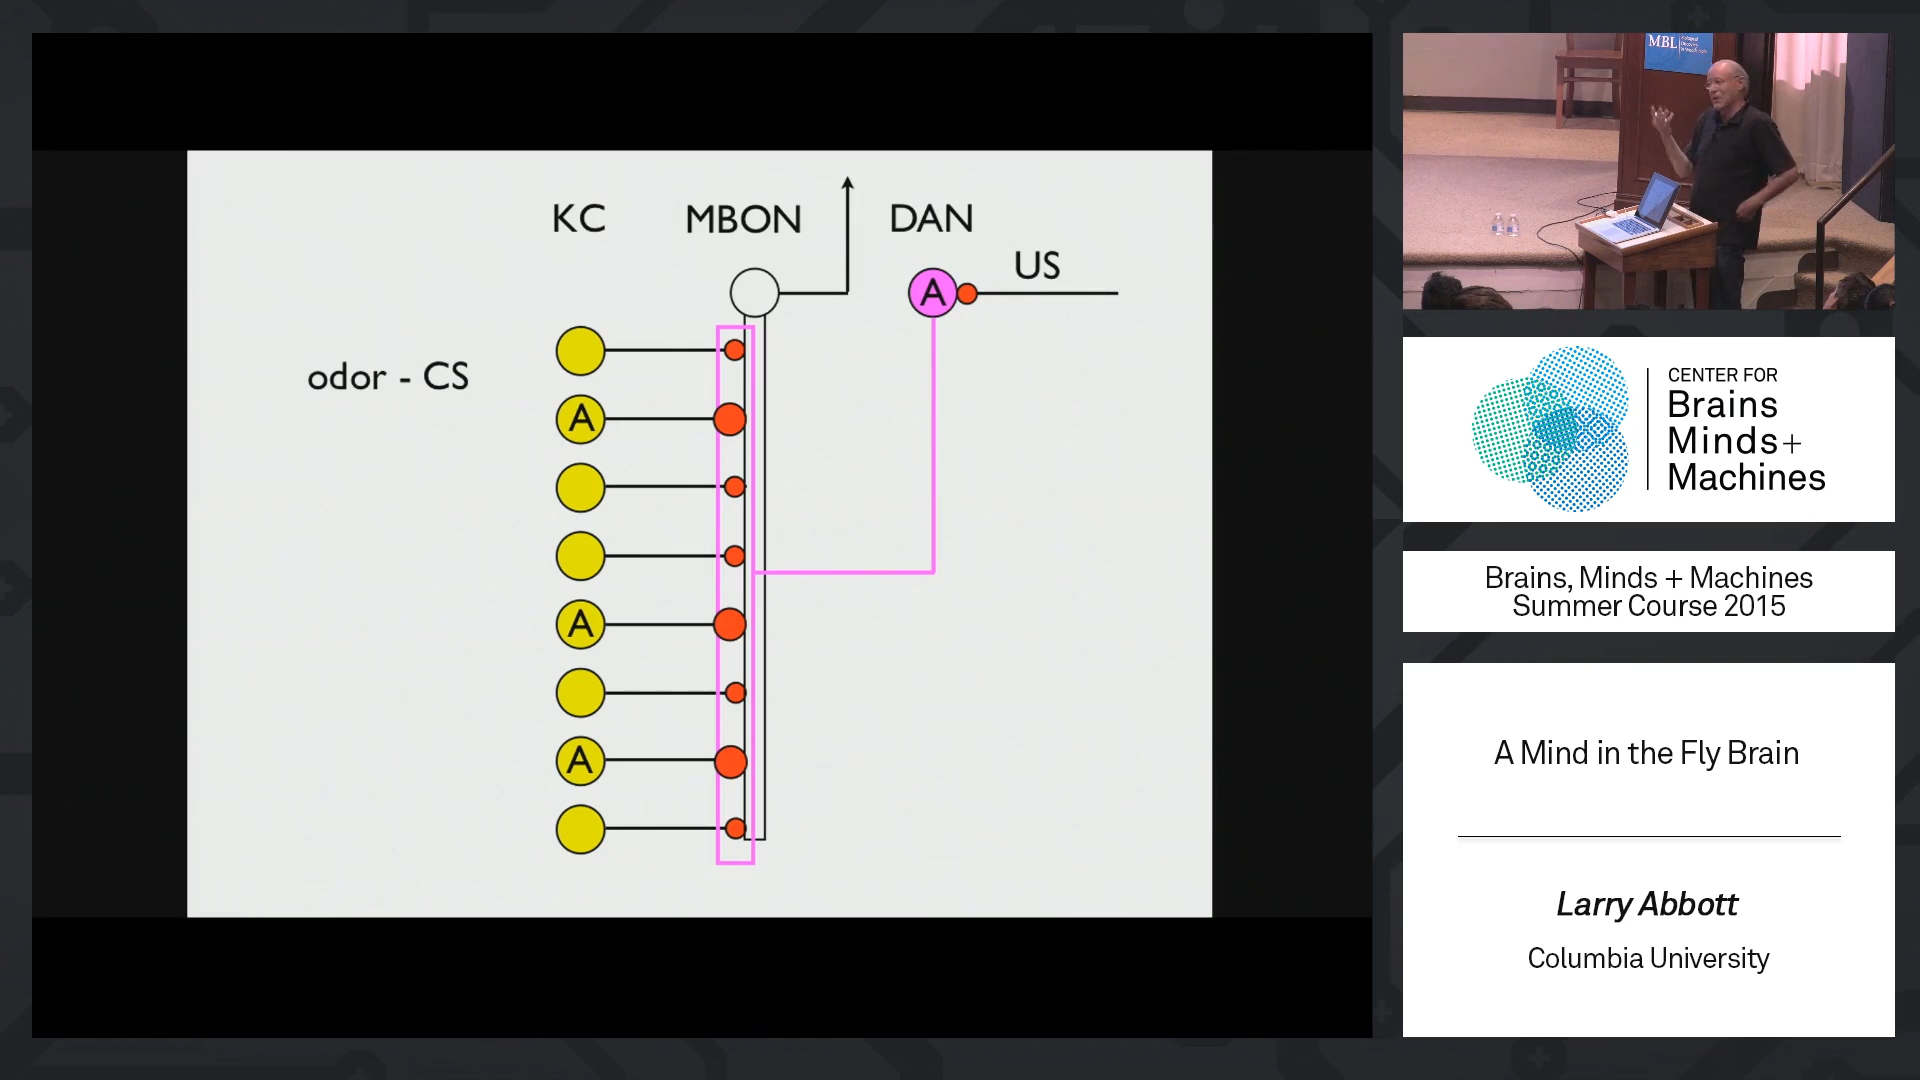 KC
MBON
DAN
US
A
odor - CS
A
A
A
MBL
CENTER FOR
Brains
Minds+
Machines
Brains, Minds + Machines
Summer Course 2015
A Mind in the Fly Brain
Larry Abbott
Columbia University